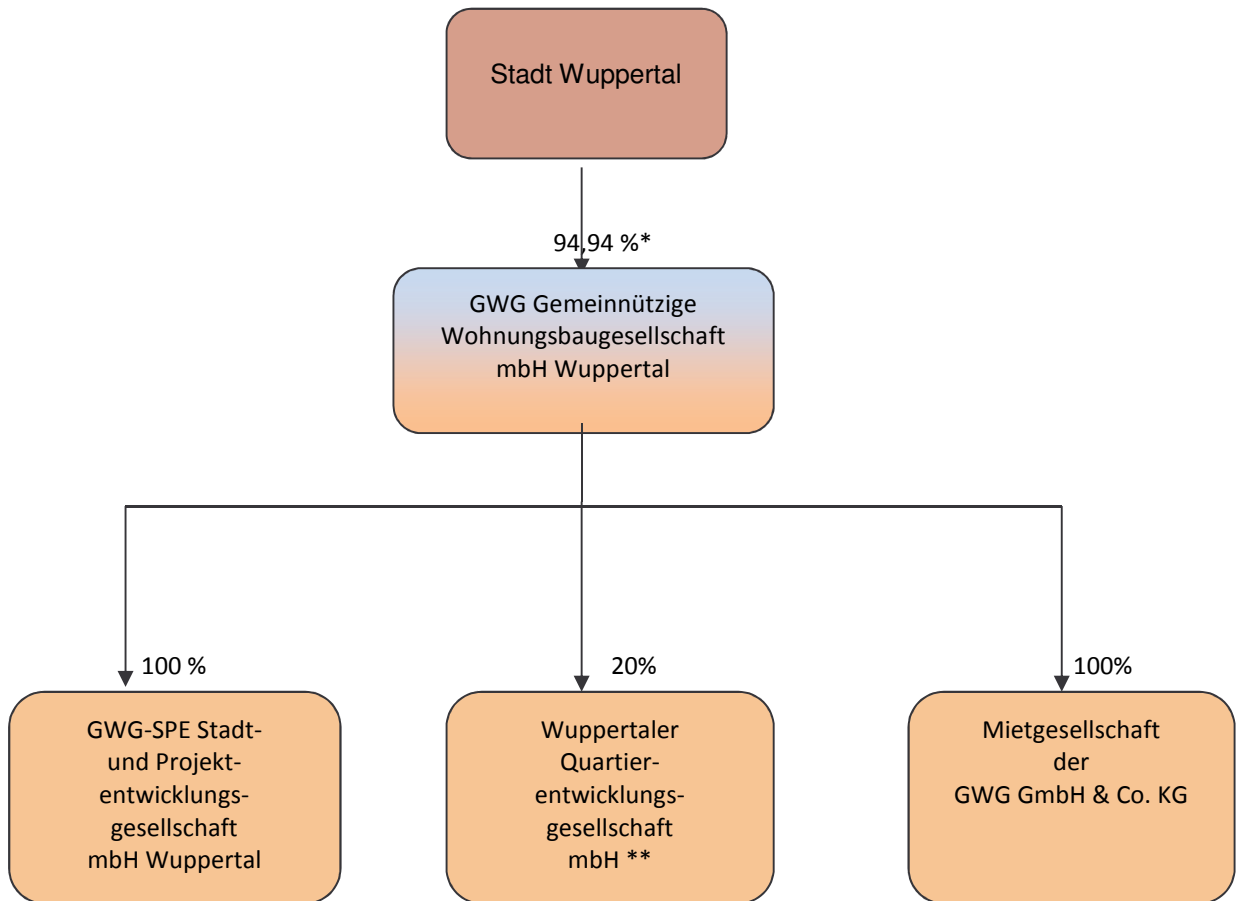 Stadt Wuppertal
94,94 %*
GWG Gemeinnützige
Wohnungsbaugesellschaft
mbH Wuppertal
100 %
20%
100%
GWG-SPE Stadt-
und Projekt-
entwicklungs-
gesellschaft
mbH Wuppertal
Wuppertaler
Quartier-
entwicklungs-
gesellschaft
mbH **
Mietgesellschaft
der
GWG GmbH & Co. KG